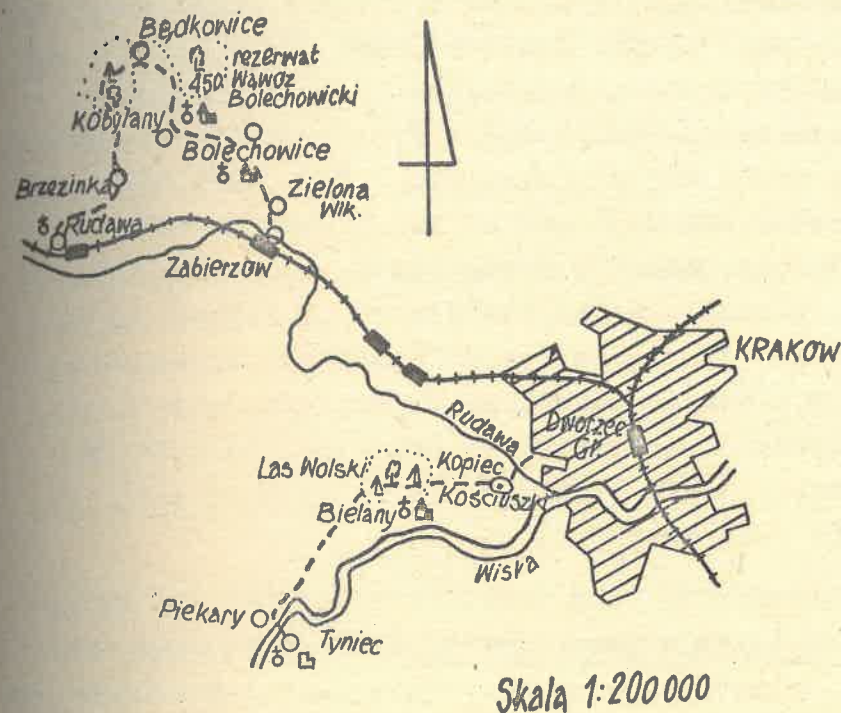 Będkowice
rezerwat
450 Wąwóz
Bolechowicki
Kobylany
Bolechowice
Brzezinka
Zielona
Wlk.
Rudawa
Zabierzów
KRAKÓW
Rudawa
Dworzec
Gł.
Las Wolski
Kopiec
Kościuszki
Bielany
Wisła
Piekary
Tyniec
Skala 1:200 000